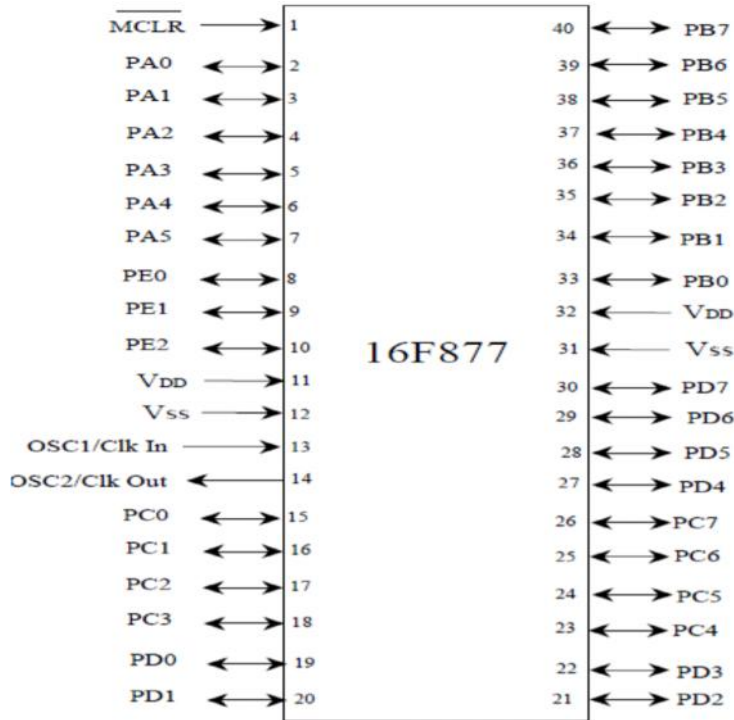 MCLR 1 40 PB7
PA0 2 39 PB6
PA1 3 38 PB5
PA2 4 37 PB4
PA3 5 36 PB3
PA4 6 35 PB2
PA5 7 34 PB1
PE0 8 33 PB0
PE1 9 32 VDD
PE2 10 31 VSS
16F877
VDD 11 30 PD7
VSS 12 29 PD6
OSC1/Clk In 13 28 PD5
OSC2/Clk Out 14 27 PD4
PC0 15 26 PC7
PC1 16 25 PC6
PC2 17 24 PC5
PC3 18 23 PC4
PD0 19 22 PD3
PD1 20 21 PD2